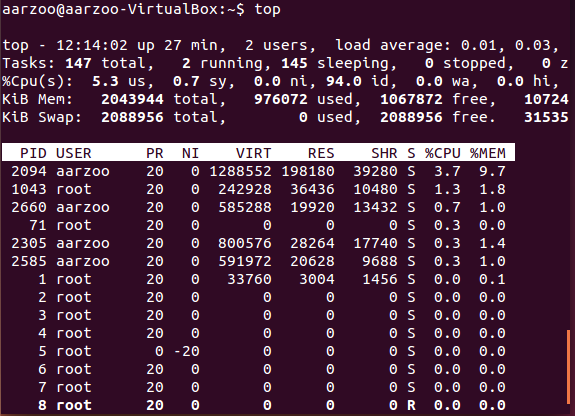 aarzoo@aarzoo-VirtualBox:~$ top
top - 12:14:02 up 27 min,  2 users,  load average: 0.01, 0.03,
Tasks: 147 total,   2 running, 145 sleeping,   0 stopped,   0 z
%Cpu(s):  5.3 us,  0.7 sy,  0.0 ni, 94.0 id,  0.0 wa,  0.0 hi,
KiB Mem:   2043944 total,   976072 used,  1067872 free,   10724
KiB Swap:  2088956 total,        0 used,  2088956 free.   31535
PID USER      PR  NI    VIRT    RES    SHR S %CPU %MEM
2094 aarzoo    20   0 1288552 198180  39280 S  3.7  9.7
1043 root      20   0  242928  36436  10480 S  1.3  1.8
2660 aarzoo    20   0  585288  19920  13432 S  0.7  1.0
71 root      20   0       0      0      0 S  0.3  0.0
2305 aarzoo    20   0  800576  28264  17740 S  0.3  1.4
2585 aarzoo    20   0  591972  20628   9688 S  0.3  1.0
1 root      20   0   33760   3004   1456 S  0.0  0.1
2 root      20   0       0      0      0 S  0.0  0.0
3 root      20   0       0      0      0 S  0.0  0.0
4 root      20   0       0      0      0 S  0.0  0.0
5 root       0 -20       0      0      0 S  0.0  0.0
6 root      20   0       0      0      0 S  0.0  0.0
7 root      20   0       0      0      0 S  0.0  0.0
8 root      20   0       0      0      0 R  0.0  0.0